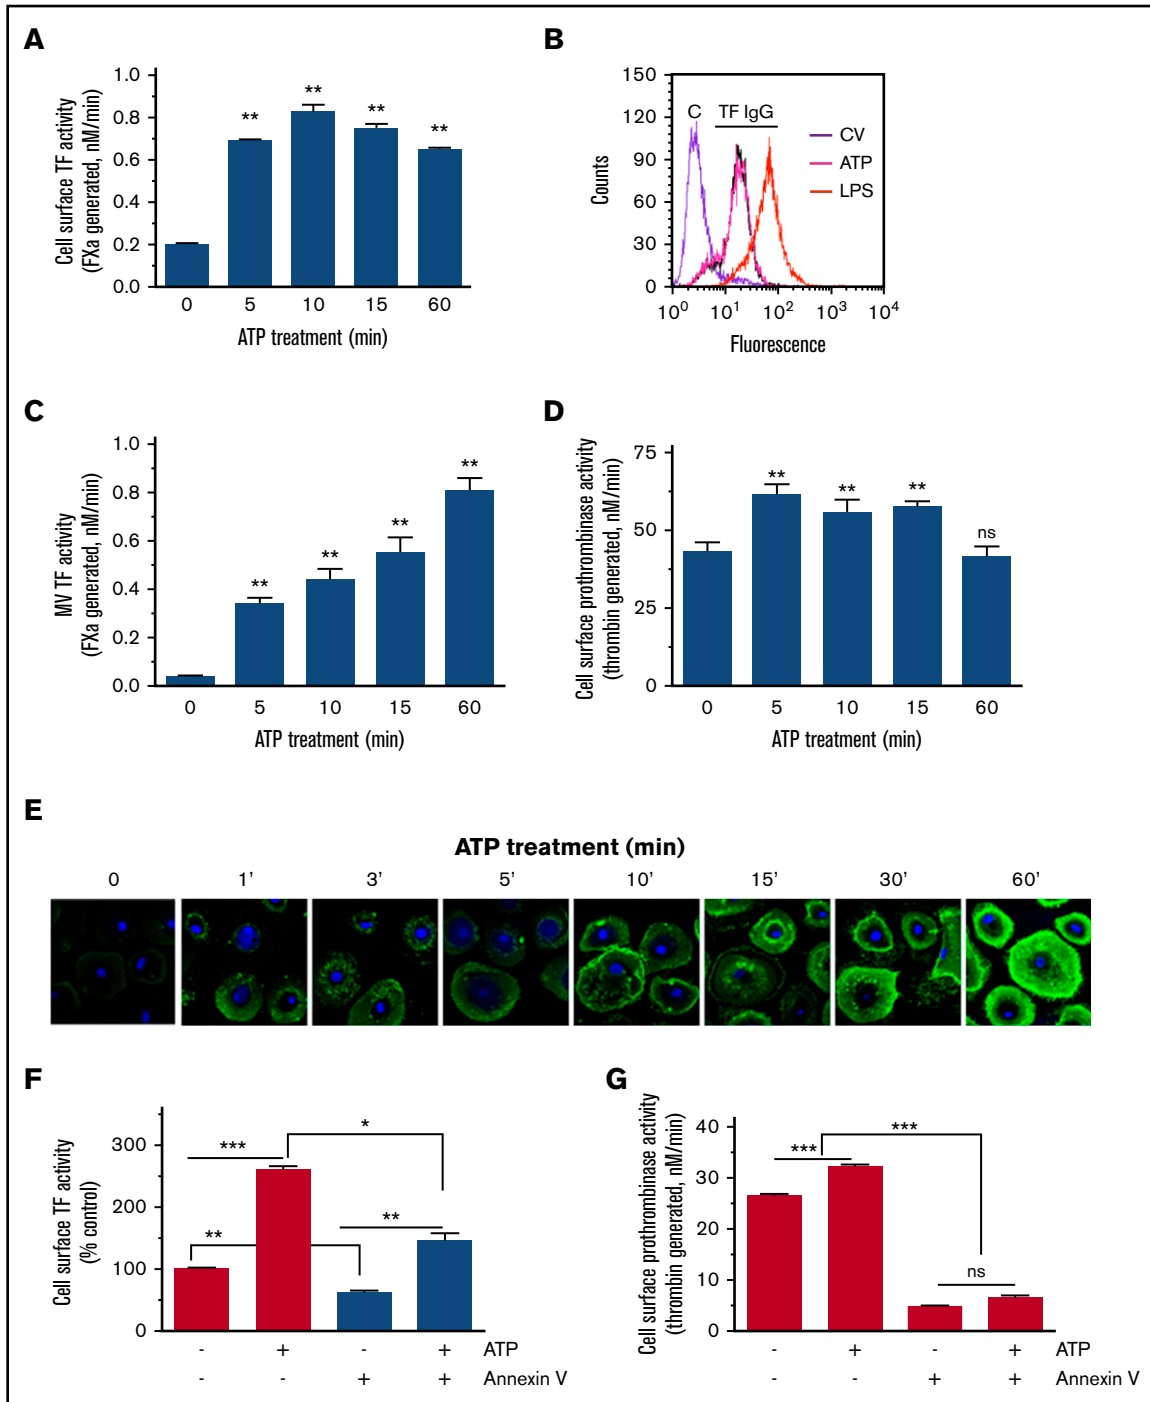 A
Cell surface TF activity
(FXa generated, nM/min)
1.0
0.8
0.6
0.4
0.2
0.0
**
**
**
**
0 5 10 15 60
ATP treatment (min)
B
Counts
150
120
90
60
30
0
C TF IgG
CV
ATP
LPS
10⁰ 10¹ 10² 10³ 10⁴
Fluorescence
C
MV TF activity
(FXa generated, nM/min)
1.0
0.8
0.6
0.4
0.2
0.0
**
**
**
**
0 5 10 15 60
ATP treatment (min)
D
Cell surface prothrombinase activity
(thrombin generated, nM/min)
75
50
25
0
**
**
**
ns
0 5 10 15 60
ATP treatment (min)
E
ATP treatment (min)
0 1' 3' 5' 10' 15' 30' 60'
F
Cell surface TF activity
(% control)
300
200
100
0
***
*
**
**
- + - + ATP
- - + + Annexin V
G
Cell surface prothrombinase activity
(thrombin generated, nM/min)
40
30
20
10
0
***
***
ns
- + - + ATP
- - + + Annexin V